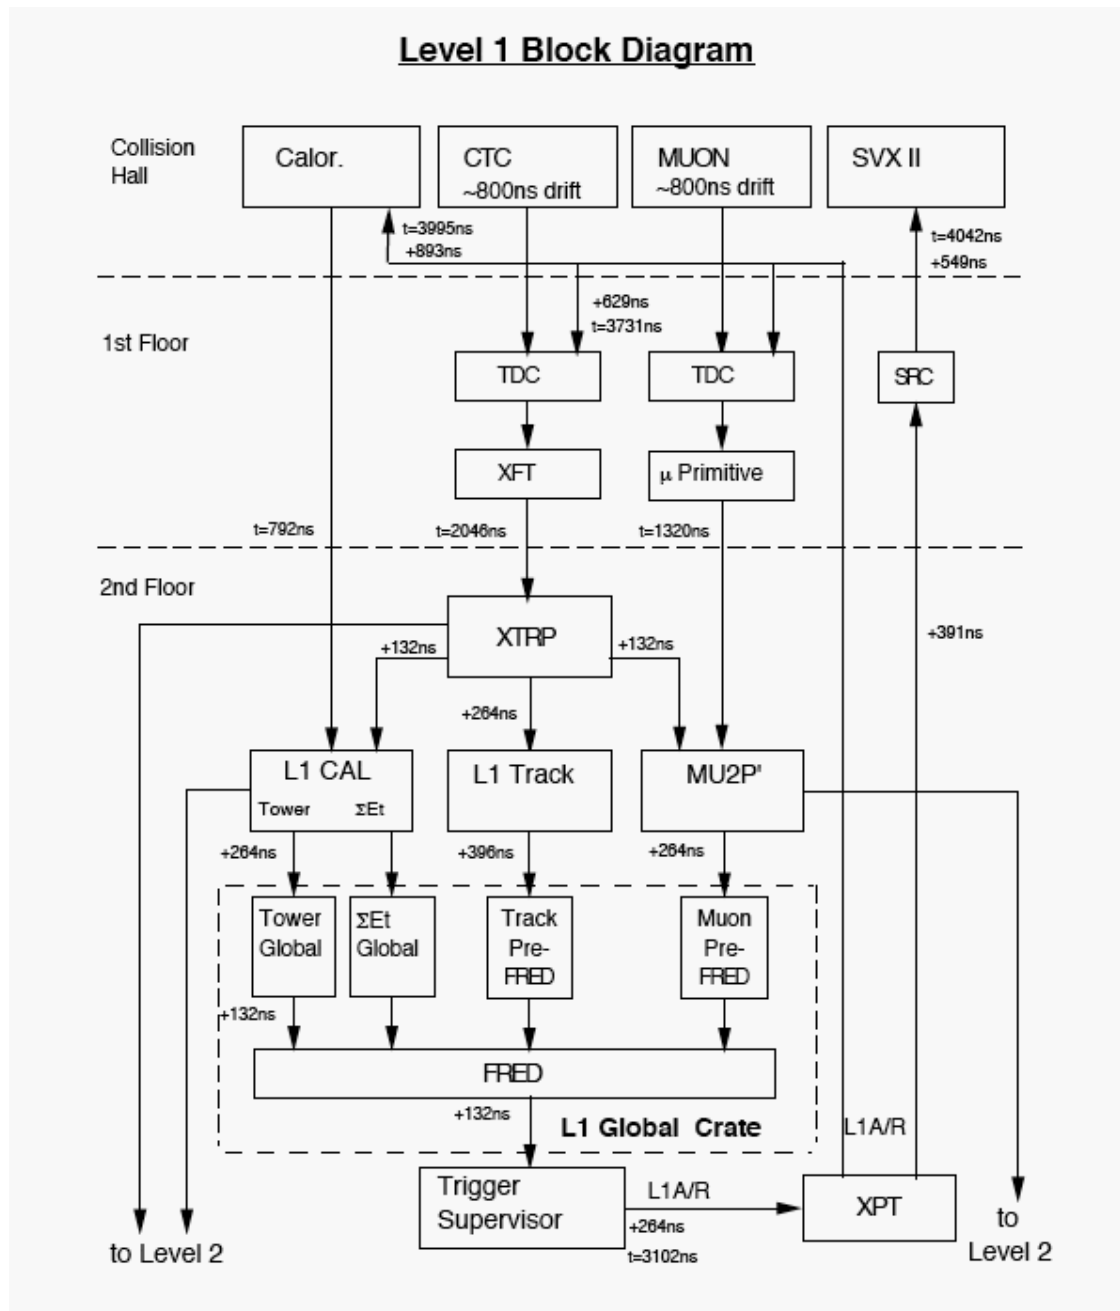 Level 1 Block Diagram
Collision
Hall
Calor.
CTC
~800ns drift
MUON
~800ns drift
SVX II
t=3995ns
+893ns
t=4042ns
+549ns
+629ns
t=3731ns
1st Floor
TDC
TDC
SRC
XFT
μ Primitive
t=792ns
t=2046ns
t=1320ns
2nd Floor
XTRP
+132ns
+132ns
+391ns
+264ns
L1 CAL
Tower
ΣEt
L1 Track
MU2P'
+264ns
+396ns
+264ns
Tower
Global
ΣEt
Global
Track
Pre-
FRED
Muon
Pre-
FRED
+132ns
FRED
+132ns
L1 Global Crate
L1A/R
Trigger
Supervisor
L1A/R
+264ns
t=3102ns
XPT
to Level 2
to
Level 2